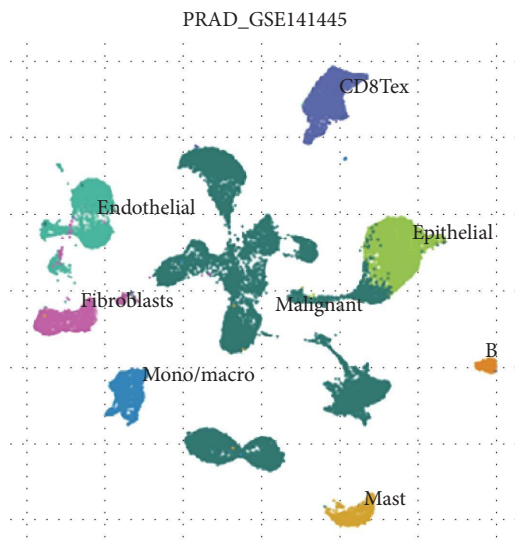 PRAD_GSE141445
CD8Tex
Endothelial
Epithelial
Fibroblasts
Malignant
B
Mono/macro
Mast